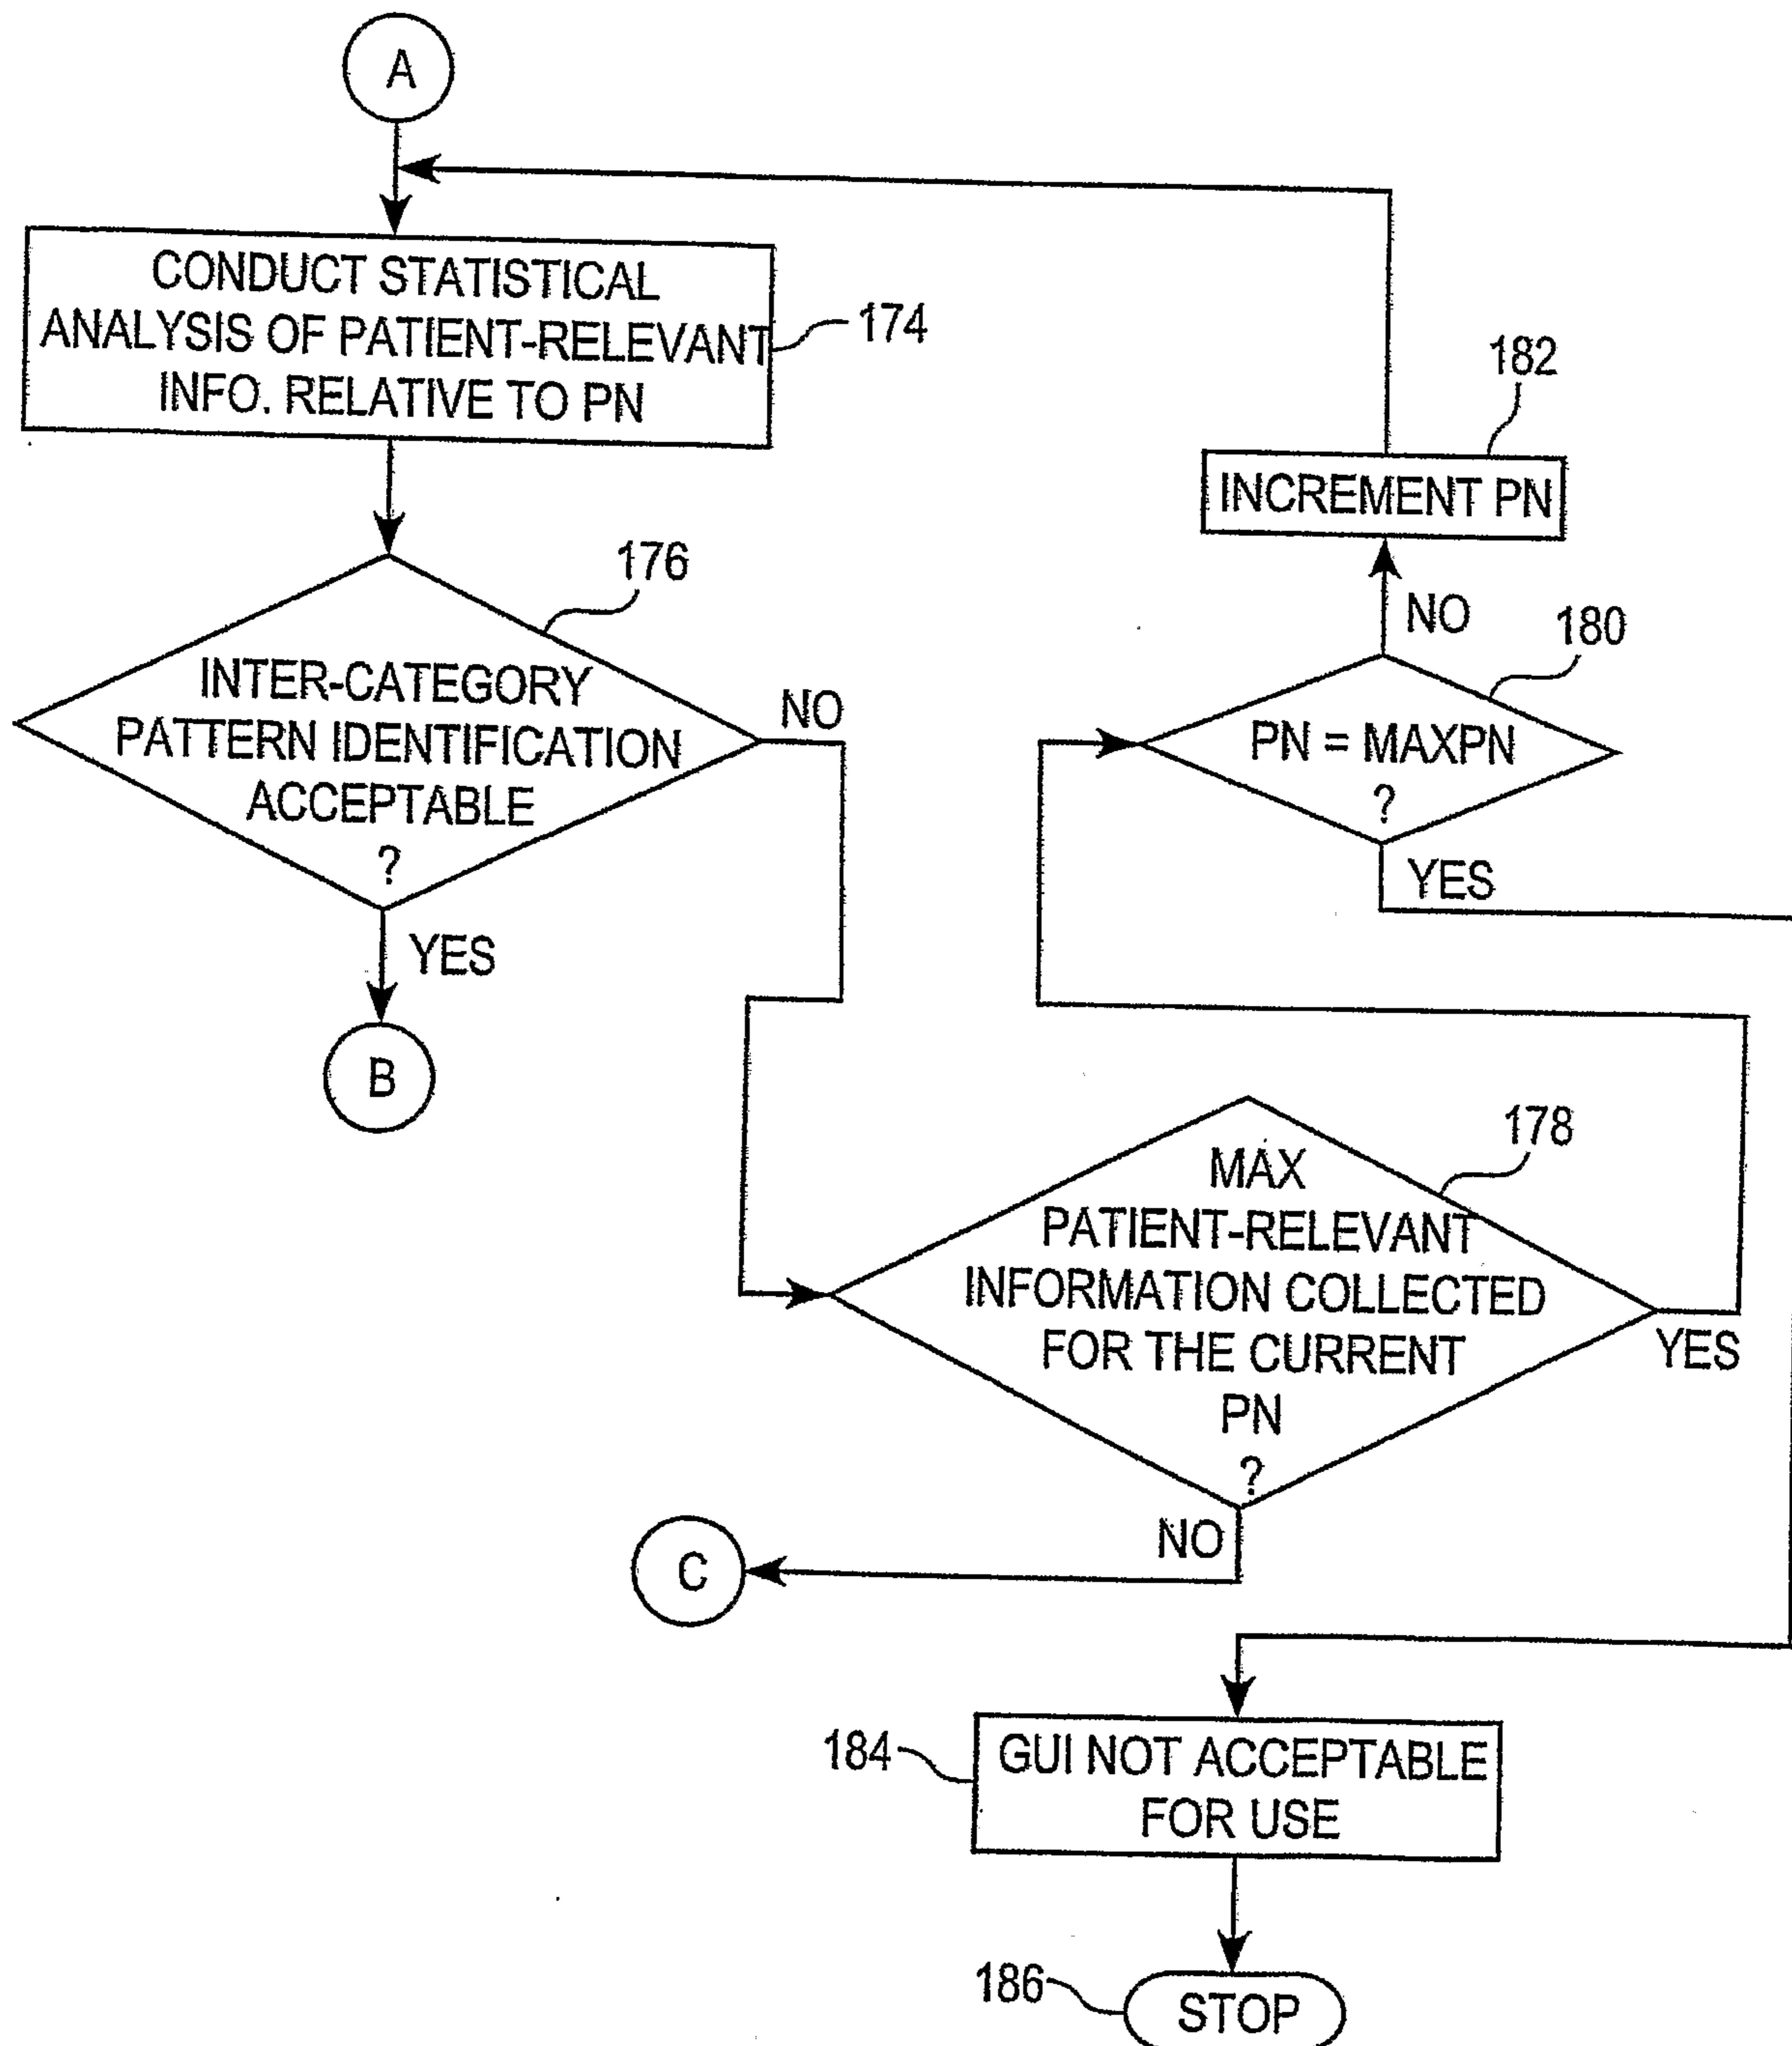 A
CONDUCT STATISTICAL
ANALYSIS OF PATIENT-RELEVANT
INFO. RELATIVE TO PN
174
182
INCREMENT PN
176
INTER-CATEGORY
PATTERN IDENTIFICATION
ACCEPTABLE
?
NO
YES
B
NO
180
PN = MAXPN
?
YES
178
MAX
PATIENT-RELEVANT
INFORMATION COLLECTED
FOR THE CURRENT
PN
?
YES
NO
C
184
GUI NOT ACCEPTABLE
FOR USE
186
STOP